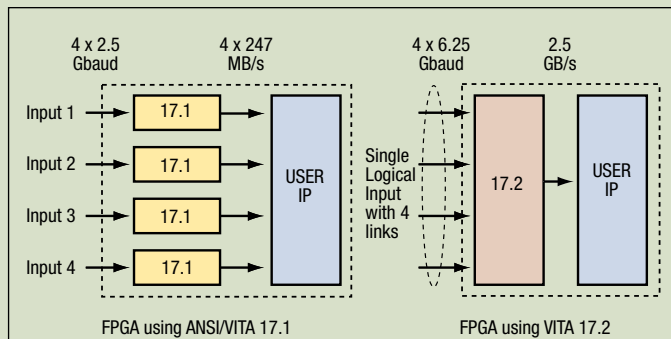 4 x 2.5
Gbaud
4 x 247
MB/s
Input 1
17.1
Input 2
17.1
Input 3
17.1
Input 4
17.1
USER
IP
FPGA using ANSI/VITA 17.1
4 x 6.25
Gbaud
2.5
GB/s
Single
Logical
Input
with 4
links
17.2
USER
IP
FPGA using VITA 17.2